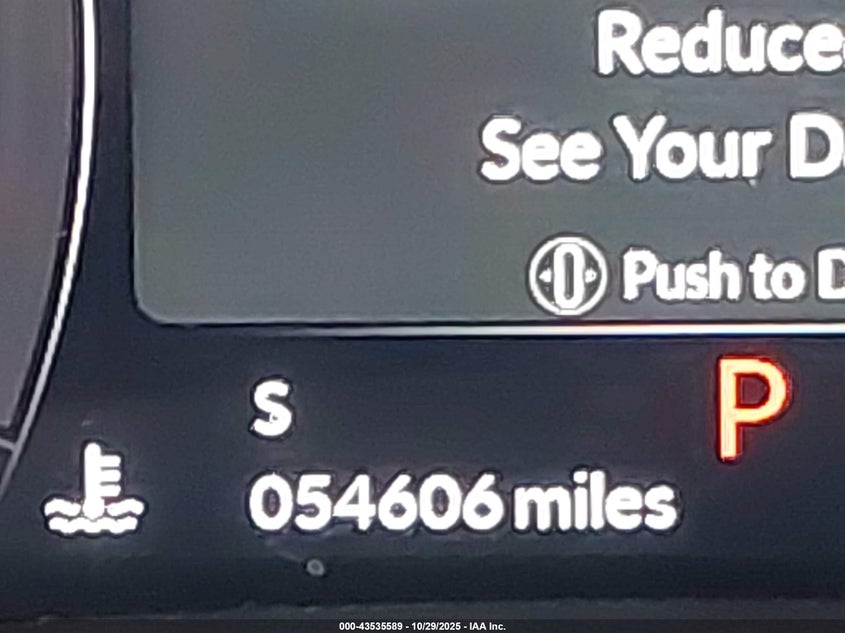 Reduce
See Your D
Push to D
S
P
054606 miles
000-43535589 - 10/29/2025 - IAA Inc.